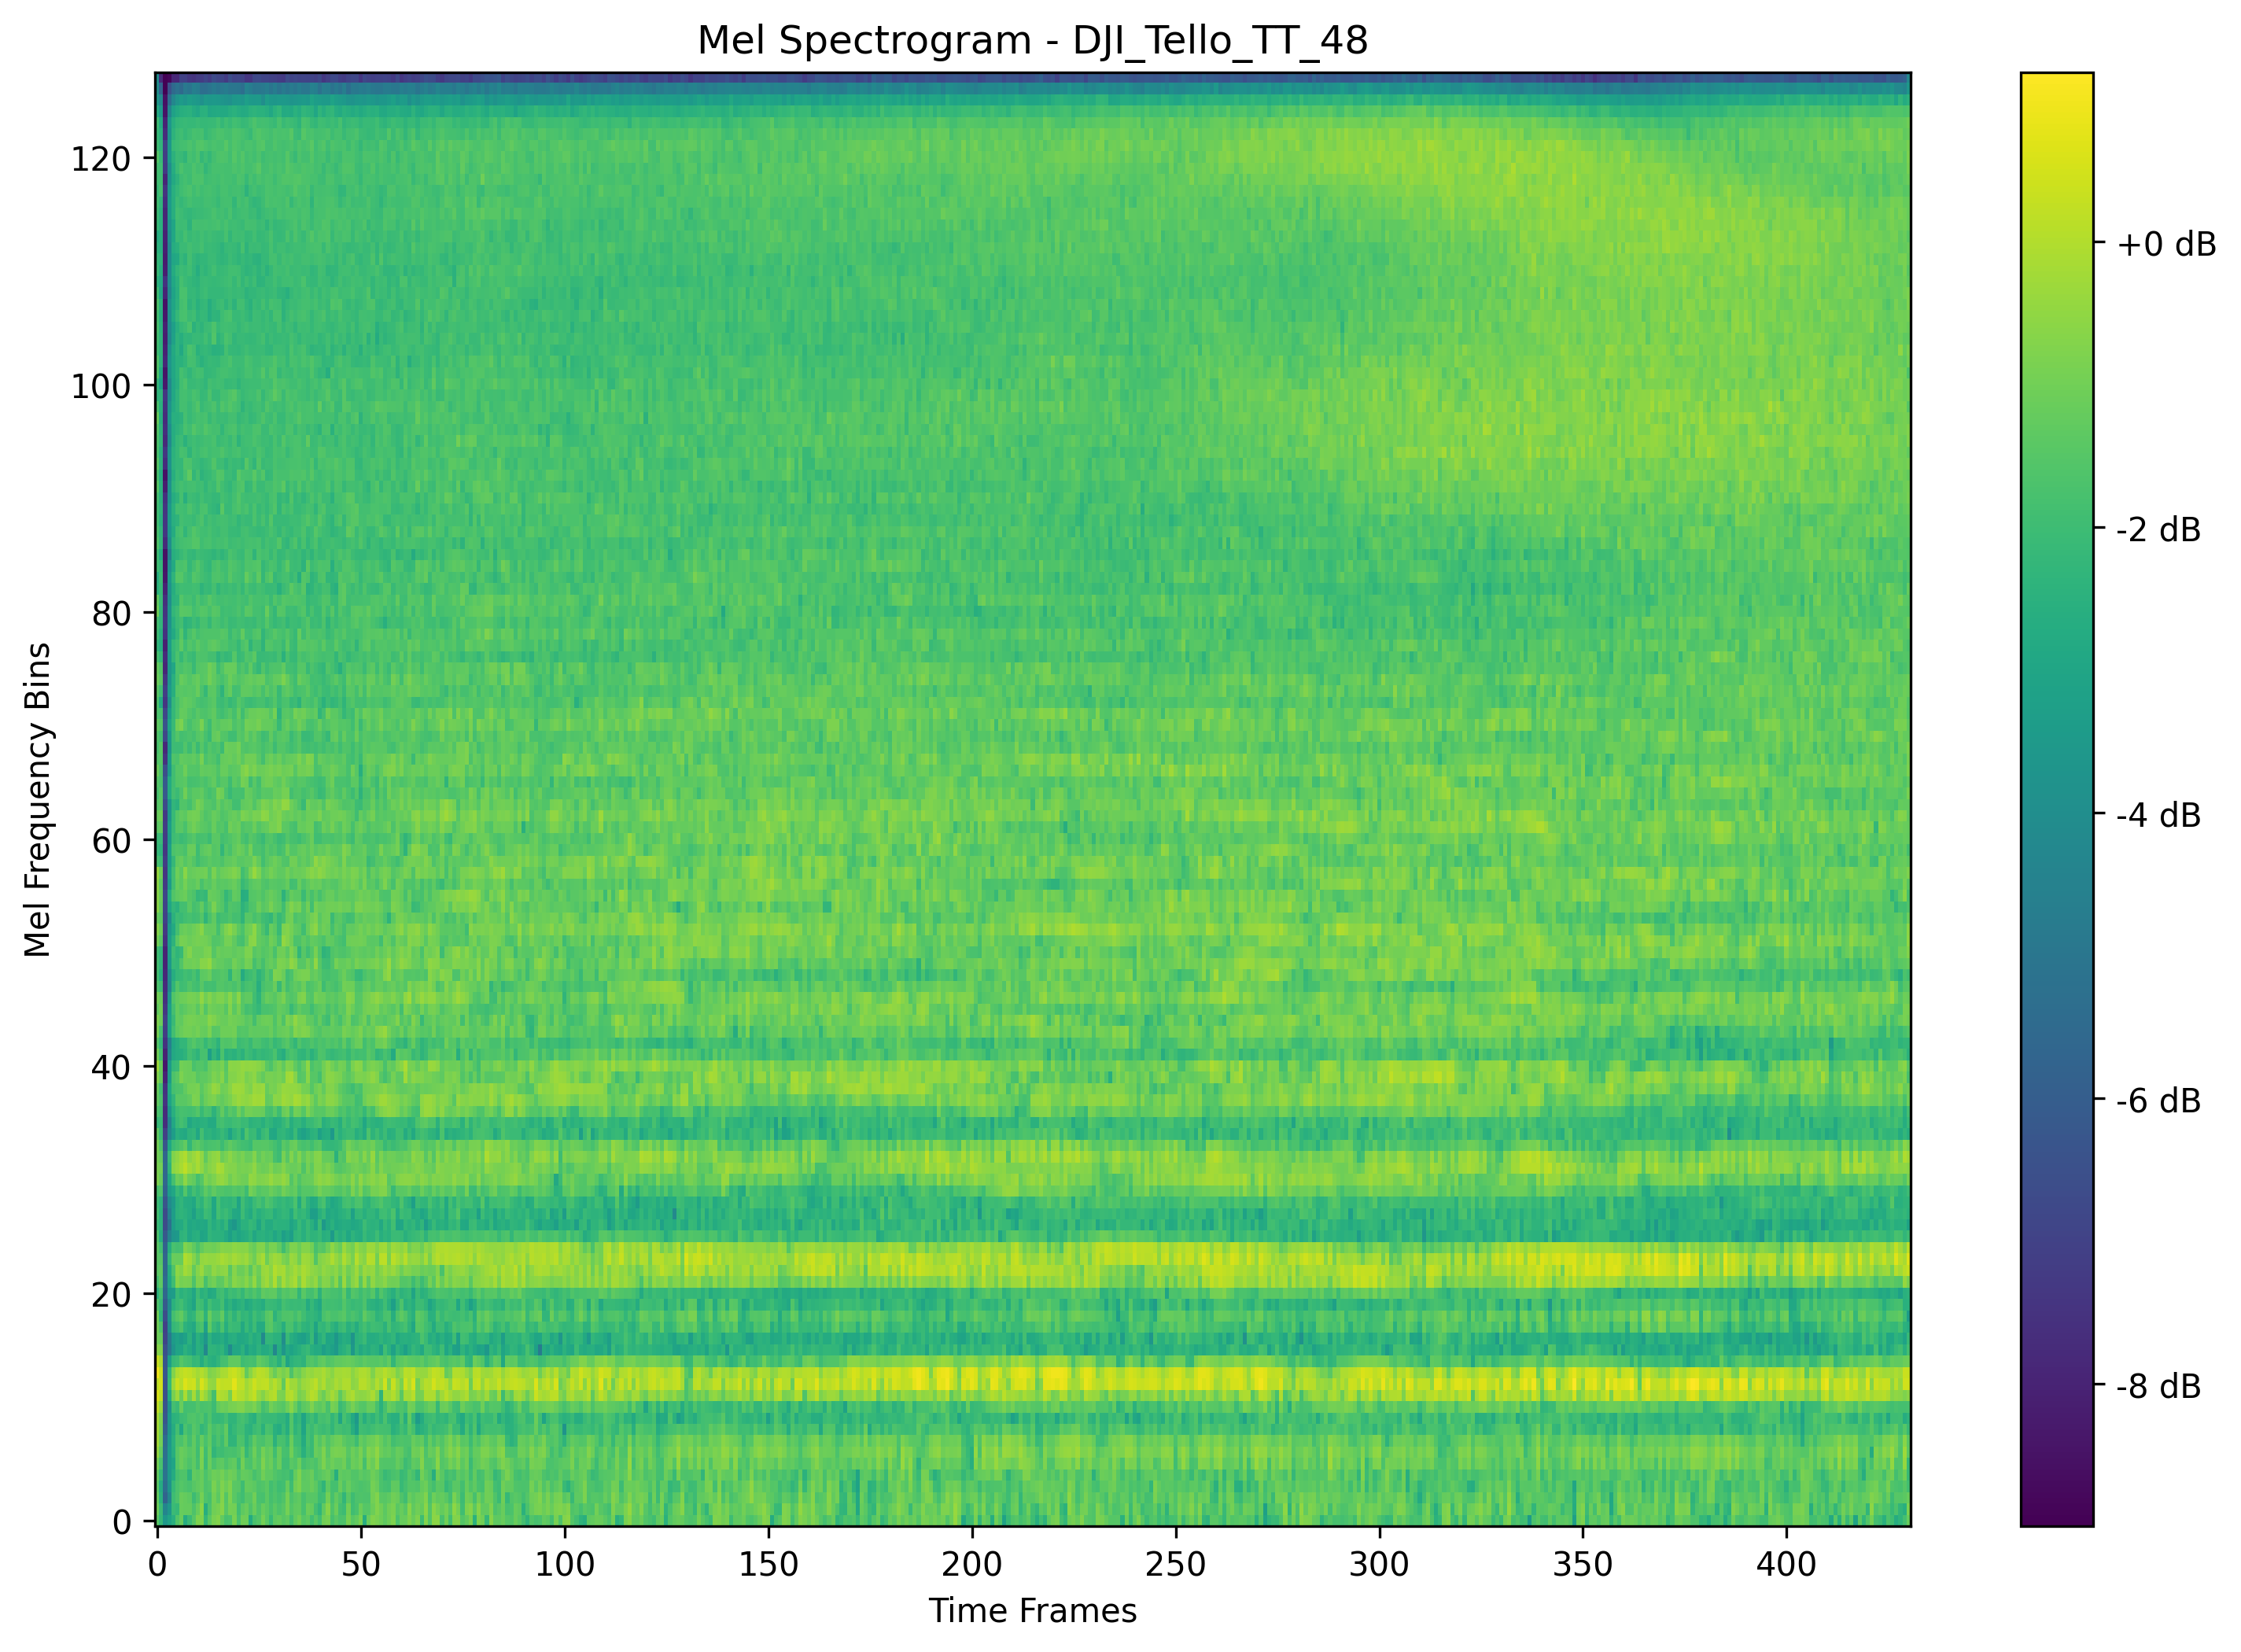 Mel Spectrogram - DJI_Tello_TT_48
120
100
80
60
40
20
0
Mel Frequency Bins
0 50 100 150 200 250 300 350 400
Time Frames
+0 dB
-2 dB
-4 dB
-6 dB
-8 dB